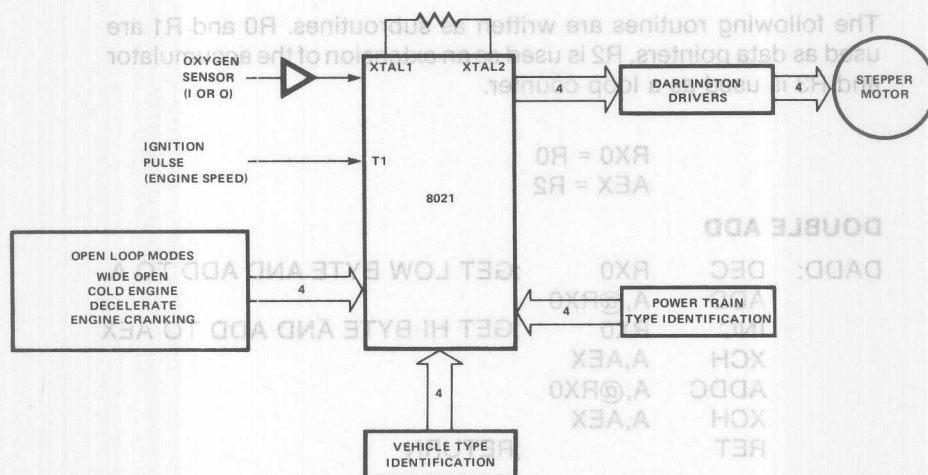 The following routines are written as subroutines. R0 and R1 are
used as data pointers, R2 is used as an extension of the accumulator
and R3 is used as a loop counter.
OXYGEN
SENSOR
(I OR O)
XTAL1
XTAL2
4
DARLINGTON
DRIVERS
4
STEPPER
MOTOR
IGNITION
PULSE
(ENGINE SPEED)
T1
8021
OPEN LOOP MODES
WIDE OPEN
COLD ENGINE
DECELERATE
ENGINE CRANKING
4
4
POWER TRAIN
TYPE IDENTIFICATION
4
VEHICLE TYPE
IDENTIFICATION
RX0 = R0
AEX = R2
DOUBLE ADD
DADD: DEC RX0 ;GET LOW BYTE AND ADD TO A
ADD A,@RX0
INC RX0 ;GET HI BYTE AND ADD TO AEX
XCH A,AEX
ADDC A,@RX0
XCH A,AEX
RET ;RETURN